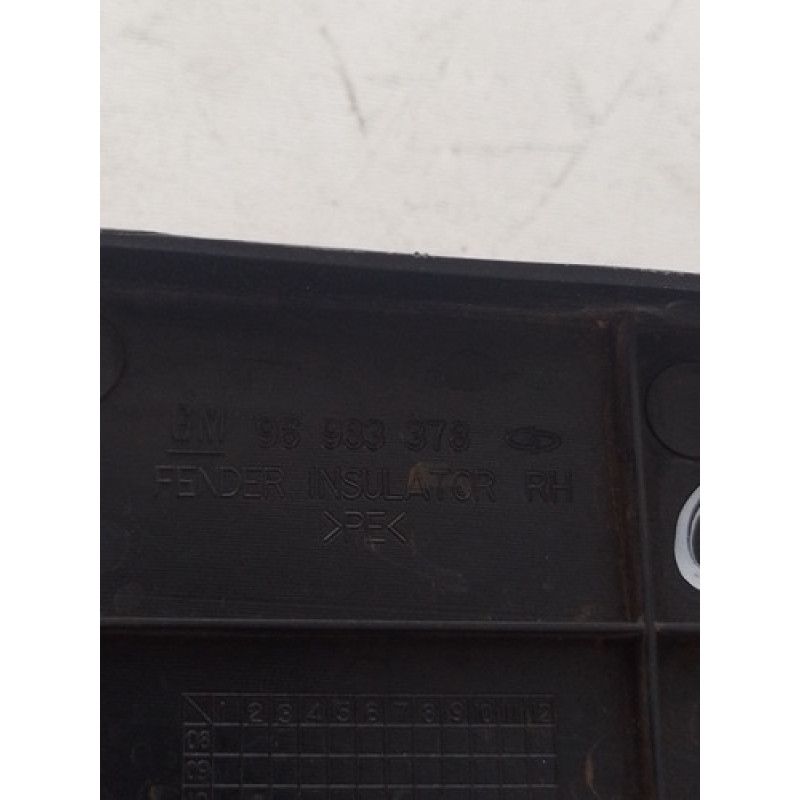 GM 96 983 378
FENDER INSULATOR RH
>PE<
1 2 3 4 5 6 7 8 9 10 11 12
08